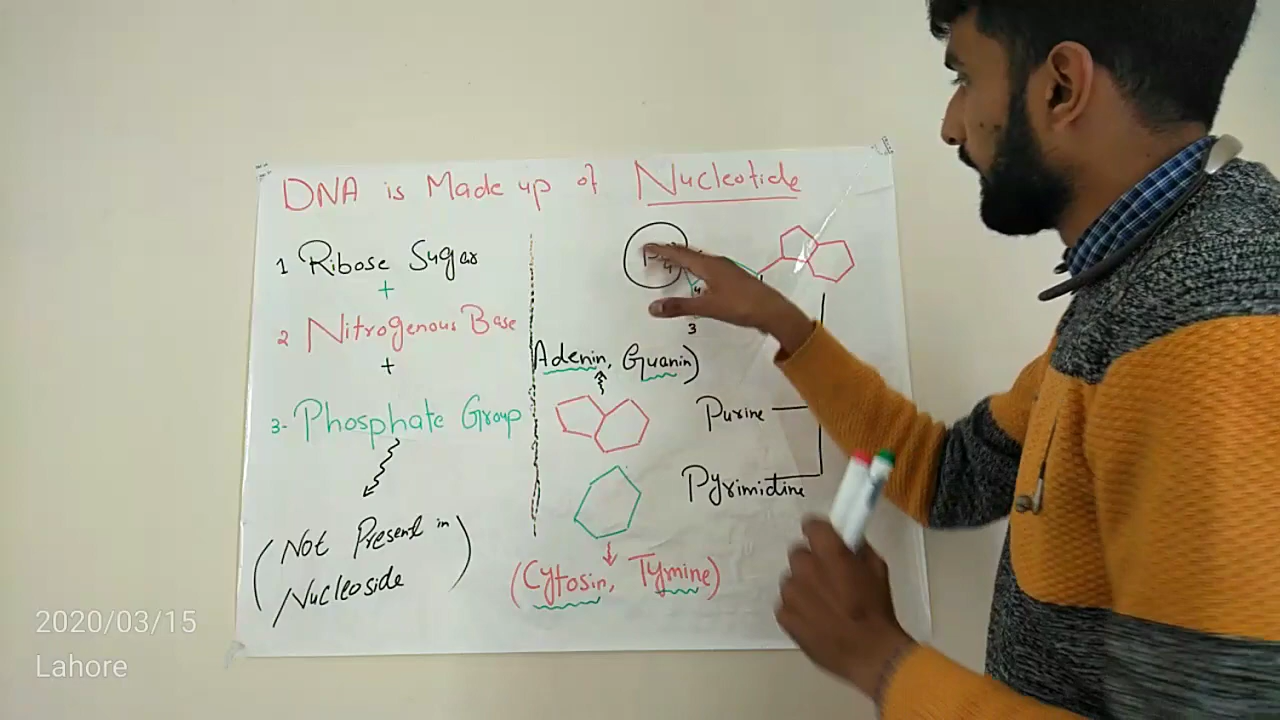 DNA is Made up of Nucleotide
1 Ribose Sugar
+
2 Nitrogenous Base
+
3- Phosphate Group
(Not Present in
Nucleoside)
P
4
3
Adenin, Guanin)
Purine
Pyrimidine
(Cytosin, Tymine)
2020/03/15
Lahore